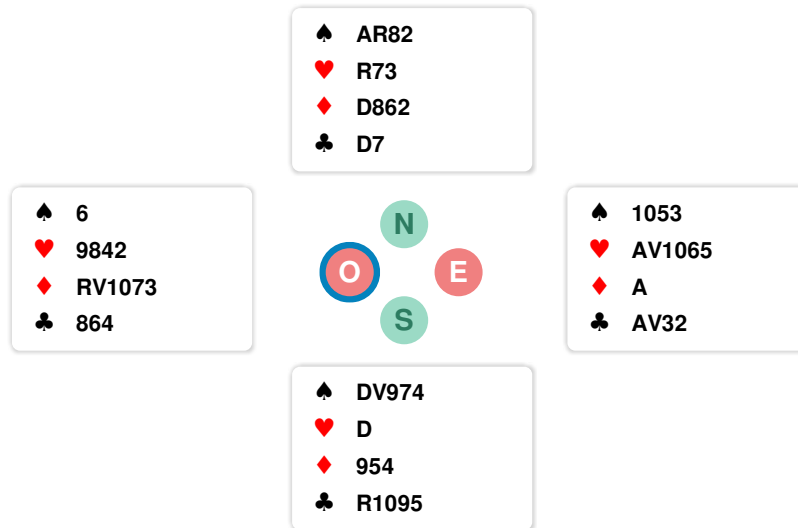 ♠ AR82
♥ R73
♦ D862
♣ D7
♠ 6
♥ 9842
♦ RV1073
♣ 864
N
O
E
S
♠ 1053
♥ AV1065
♦ A
♣ AV32
♠ DV974
♥ D
♦ 954
♣ R1095